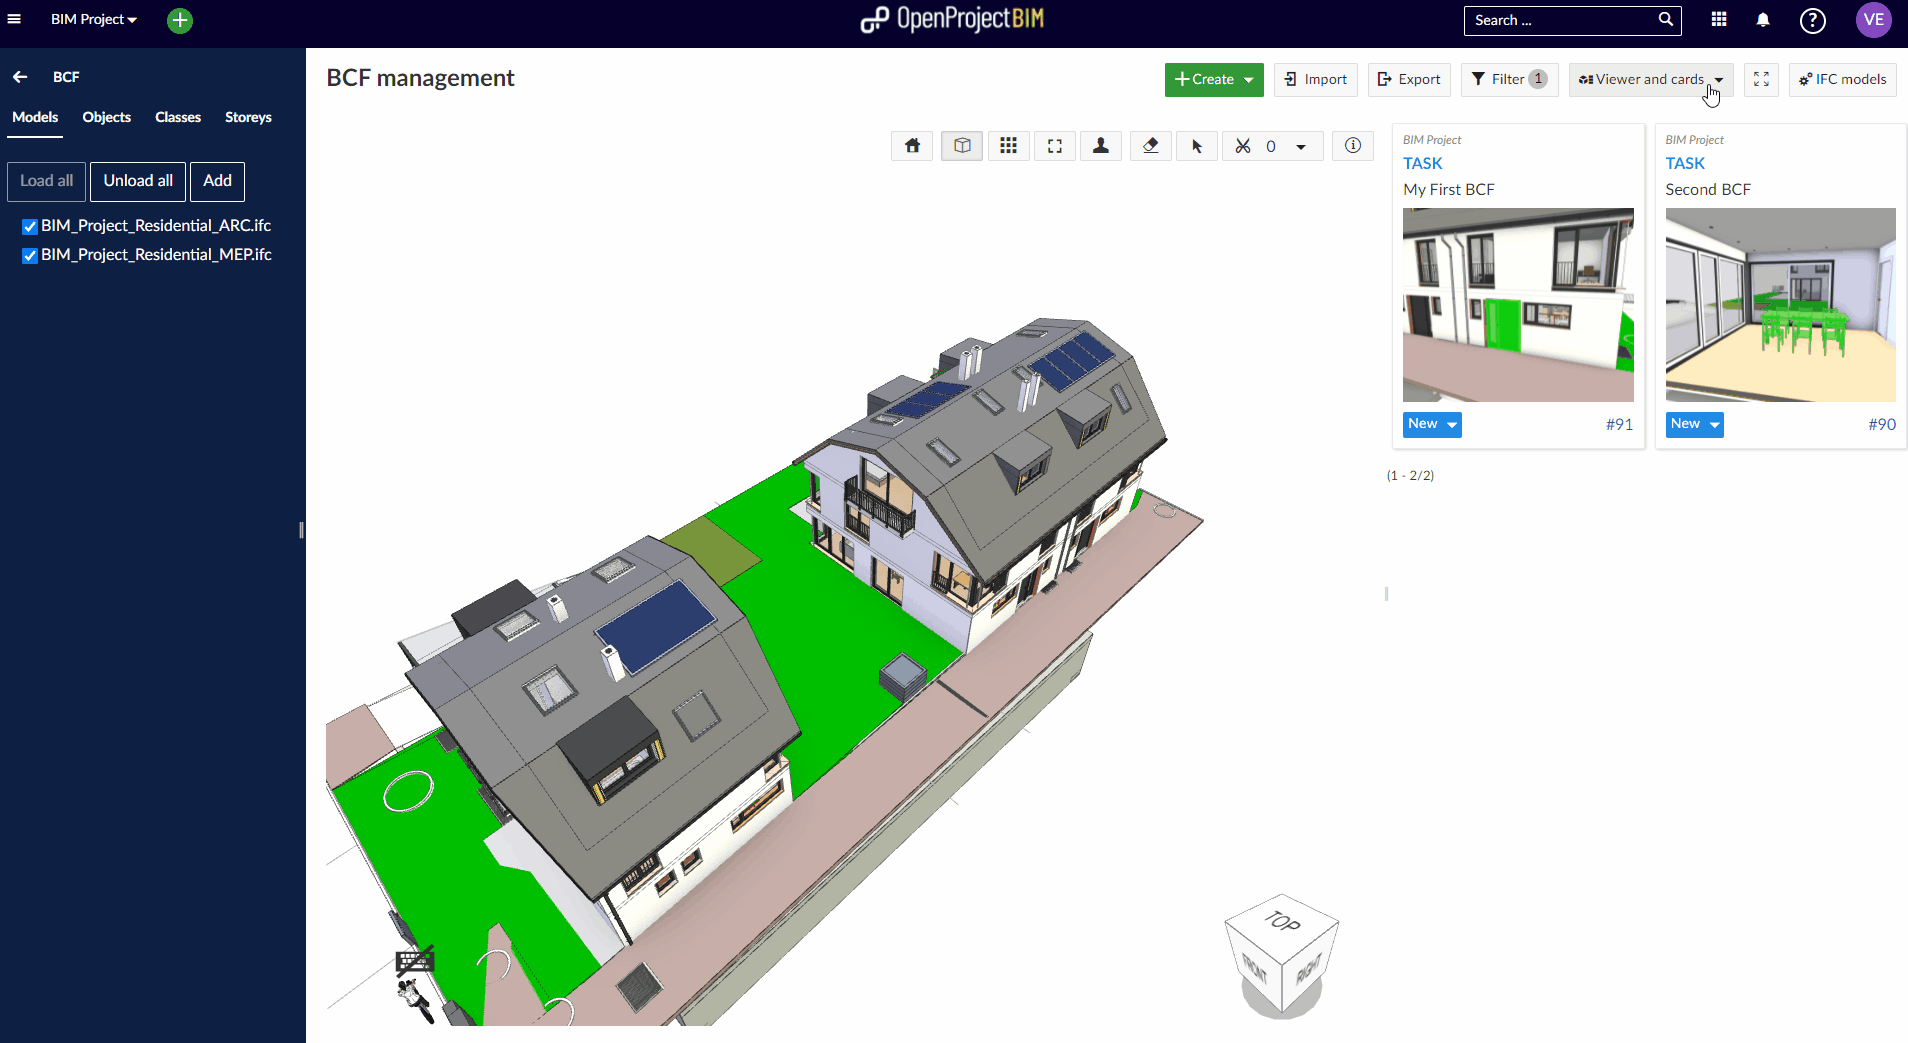 BIM Project
OpenProjectBIM
Search ...
?
VE
BCF
Models Objects Classes Storeys
Load all Unload all Add
BIM_Project_Residential_ARC.ifc
BIM_Project_Residential_MEP.ifc
BCF management
Create Import Export Filter 1 Viewer and cards IFC models
0
BIM Project
TASK
My First BCF
New #91
BIM Project
TASK
Second BCF
New #90
(1 - 2/2)
TOP
FRONT RIGHT